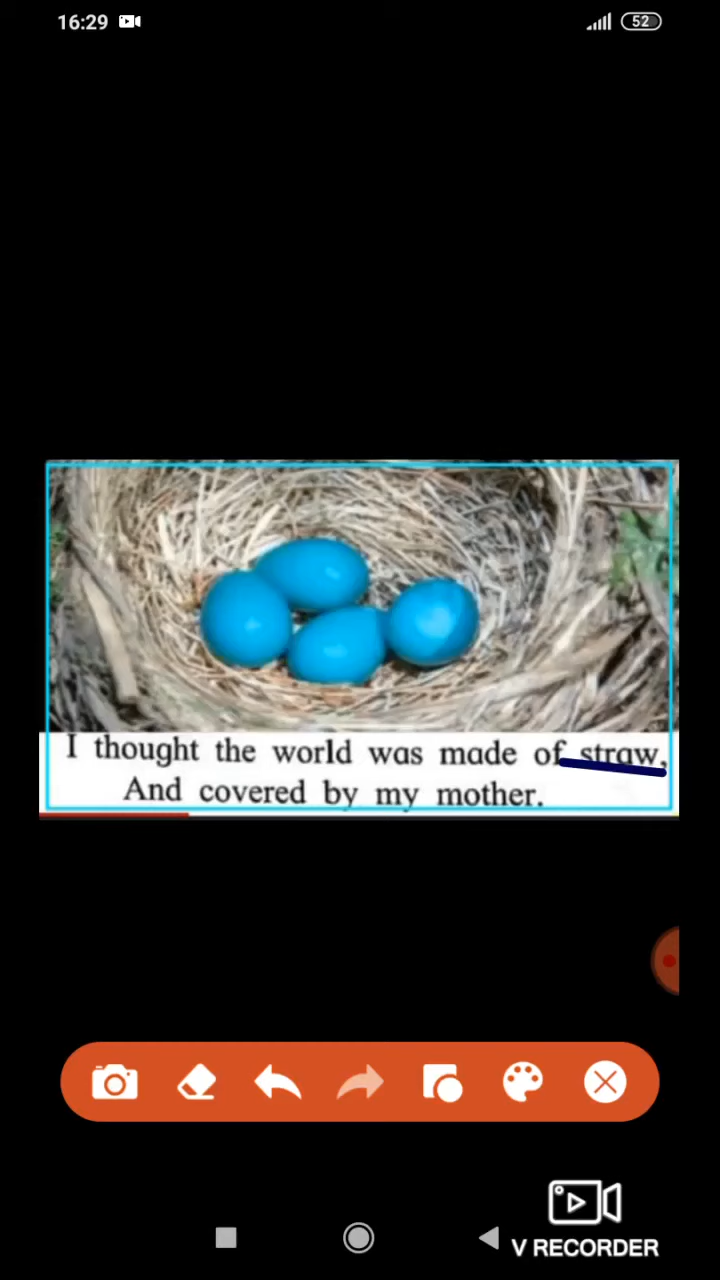 16:29
52
I thought the world was made of straw,
And covered by my mother.
V RECORDER